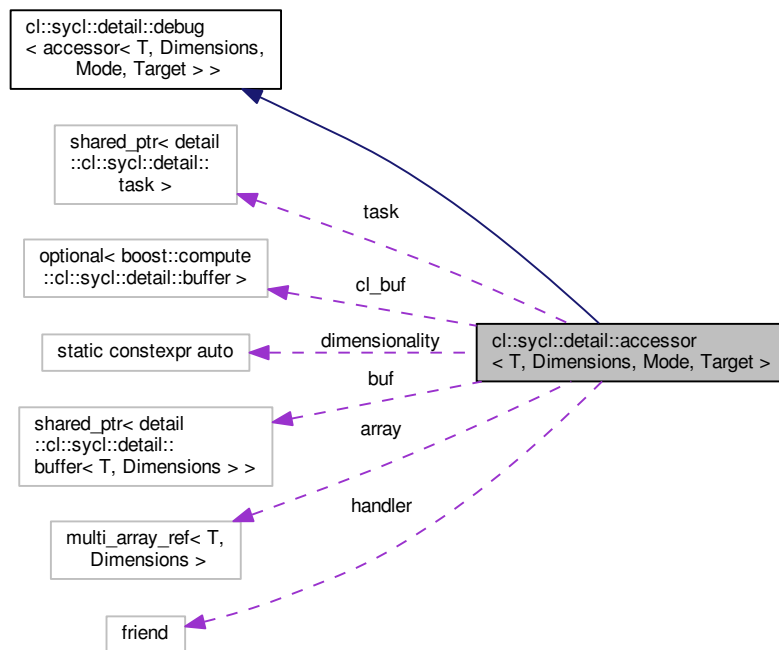 cl::sycl::detail::debug
< accessor< T, Dimensions,
Mode, Target > >
shared_ptr< detail
::cl::sycl::detail::
task >
task
optional< boost::compute
::cl::sycl::detail::buffer >
cl_buf
static constexpr auto
dimensionality
cl::sycl::detail::accessor
< T, Dimensions, Mode, Target >
buf
shared_ptr< detail
::cl::sycl::detail::
buffer< T, Dimensions > >
array
multi_array_ref< T,
Dimensions >
handler
friend